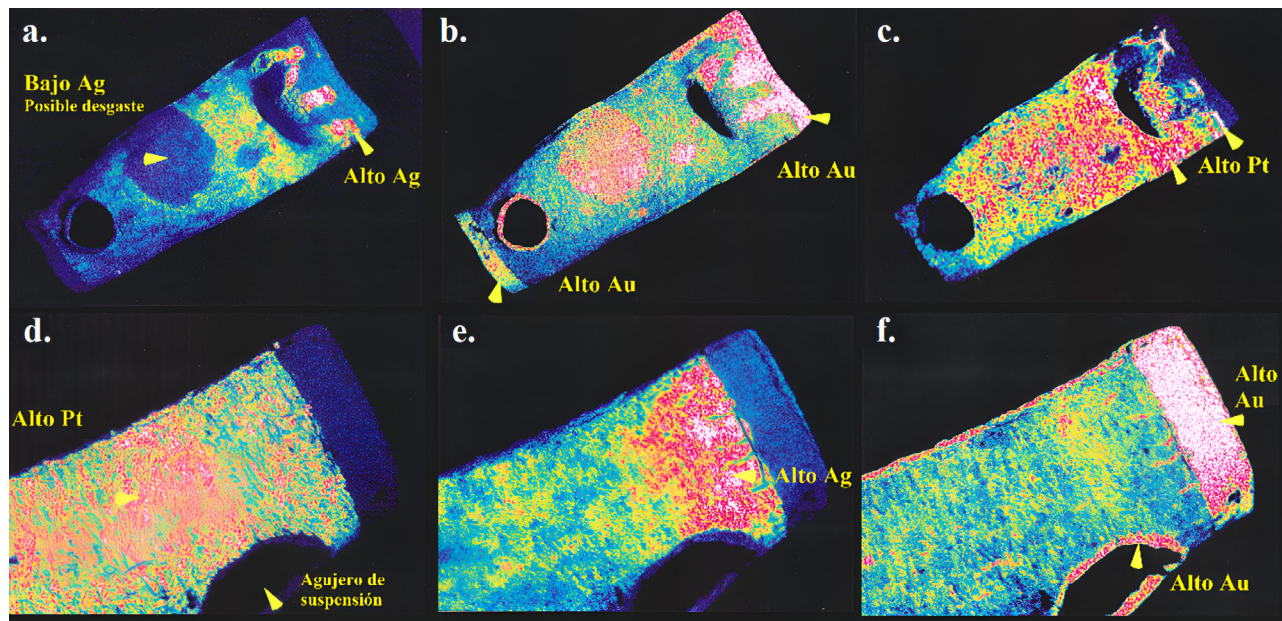 a.
Bajo Ag
Posible desgaste
Alto Ag
b.
Alto Au
Alto Au
c.
Alto Pt
d.
Alto Pt
Agujero de
suspensión
e.
Alto Ag
f.
Alto
Au
Alto Au